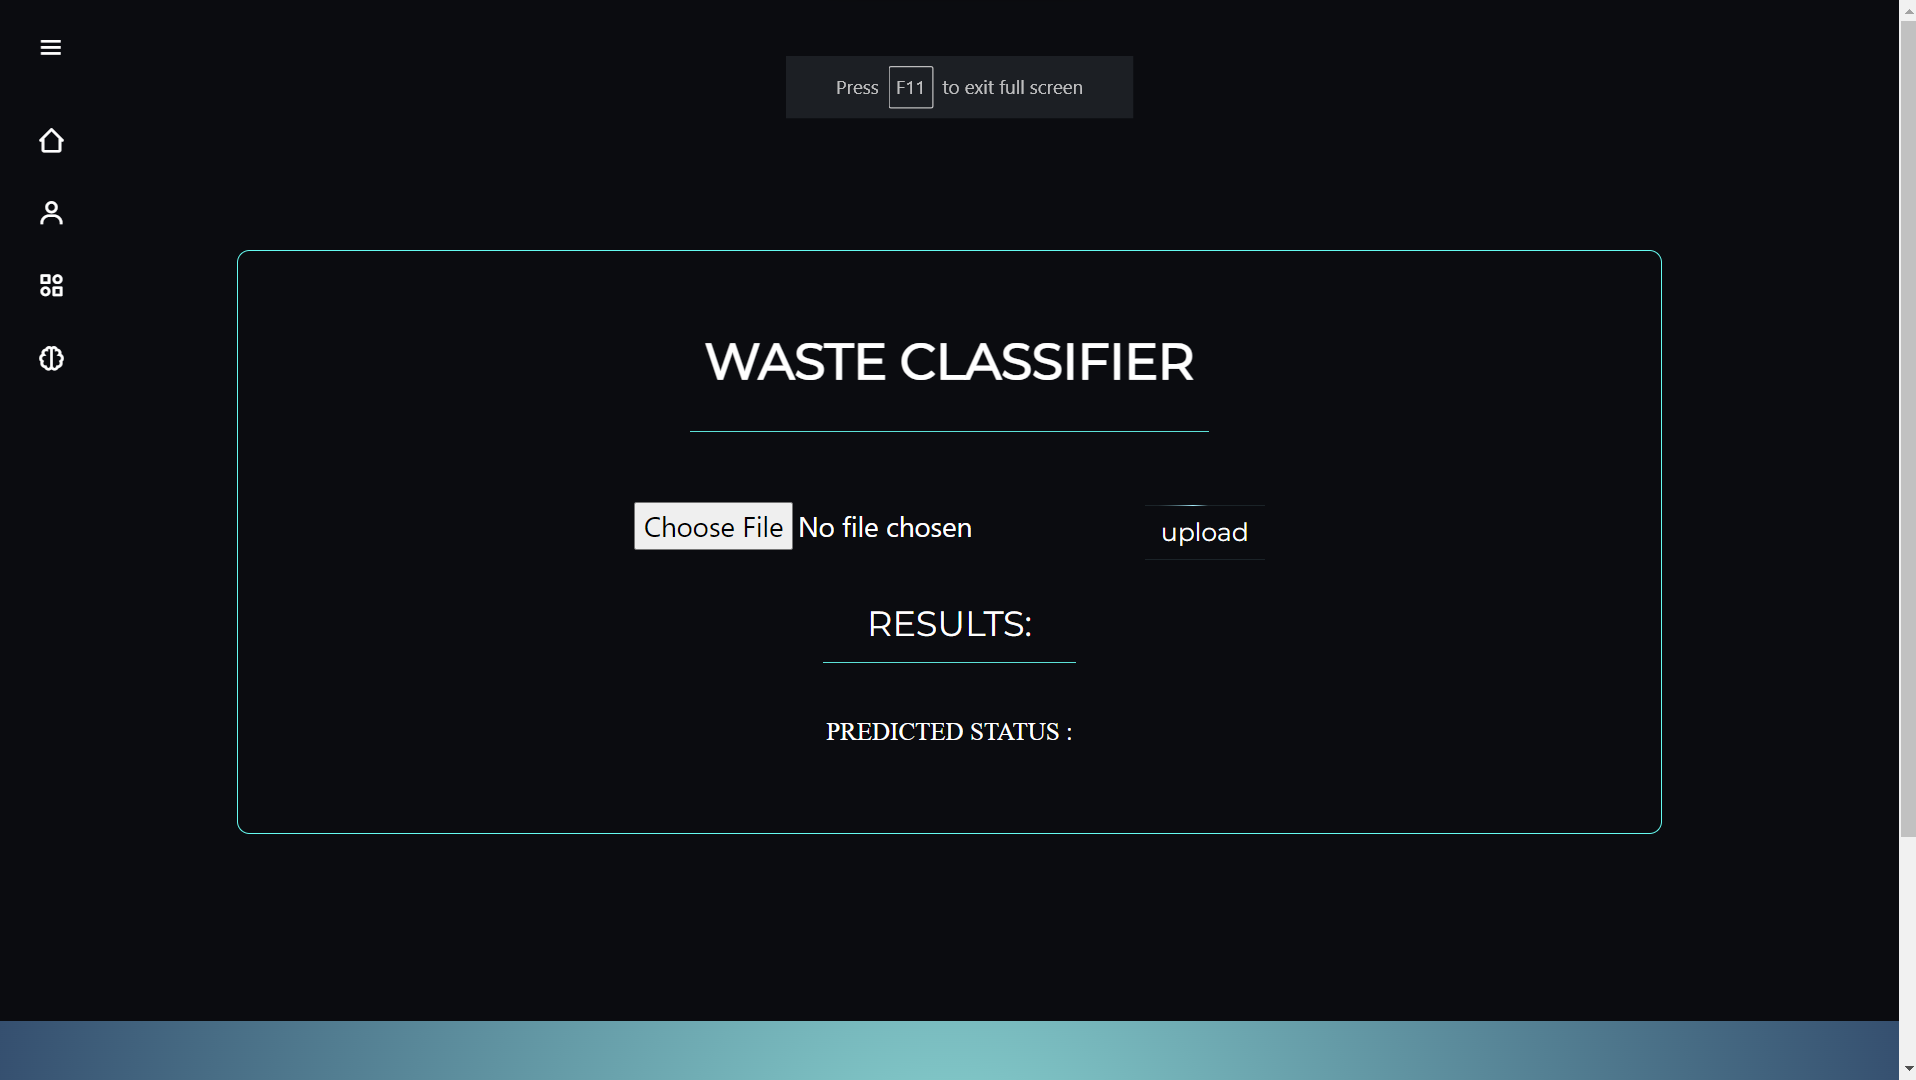 Press F11 to exit full screen
WASTE CLASSIFIER
Choose File No file chosen
upload
RESULTS:
PREDICTED STATUS :